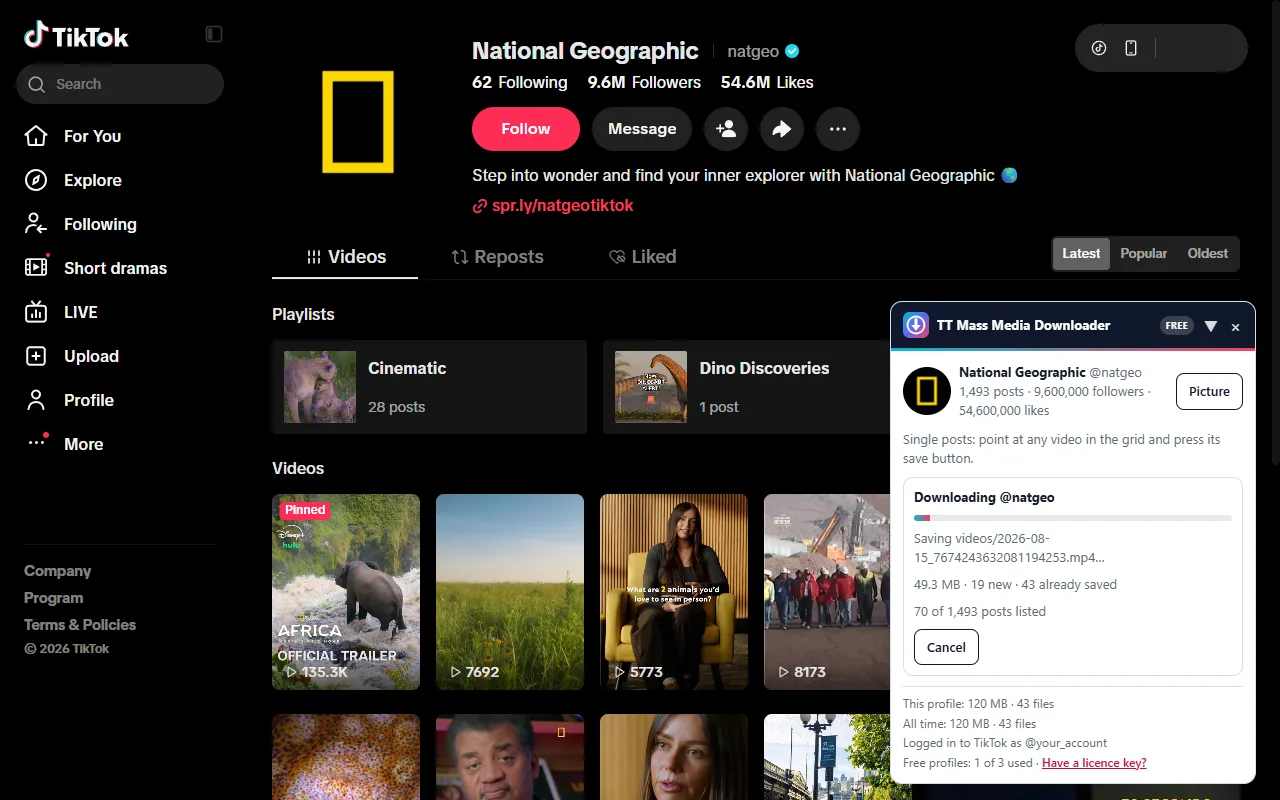 TikTok
Search
For You
Explore
Following
Short dramas
LIVE
Upload
Profile
More
Company
Program
Terms & Policies
© 2026 TikTok
National Geographic natgeo
62 Following 9.6M Followers 54.6M Likes
Follow Message
Step into wonder and find your inner explorer with National Geographic
spr.ly/natgeotiktok
Videos Reposts Liked
Latest Popular Oldest
Playlists
Cinematic
28 posts
Dino Discoveries
1 post
Videos
Pinned
Disney+
hulu
AFRICA
OFFICIAL TRAILER
135.3K
7692
What are 2 animals you'd
love to see in person?
5773
8173
TT Mass Media Downloader FREE
National Geographic @natgeo
1,493 posts · 9,600,000 followers ·
54,600,000 likes
Picture
Single posts: point at any video in the grid and press its
save button.
Downloading @natgeo
Saving videos/2026-08-
15_7674243632081194253.mp4...
49.3 MB · 19 new · 43 already saved
70 of 1,493 posts listed
Cancel
This profile: 120 MB · 43 files
All time: 120 MB · 43 files
Logged in to TikTok as @your_account
Free profiles: 1 of 3 used · Have a licence key?